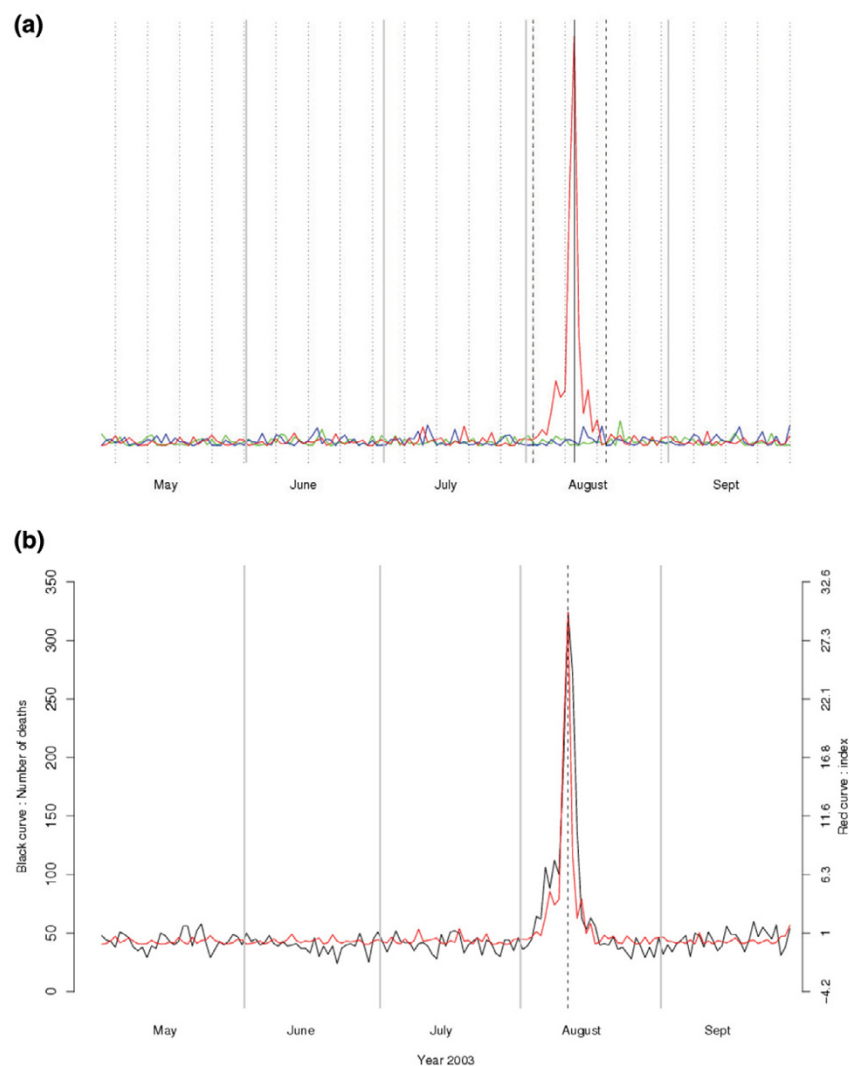 (a)
May June July August Sept
(b)
Black curve : Number of deaths
350
300
250
200
150
100
50
0
32.6
27.3
22.1
16.8
11.6
6.3
1
−4.2
Red curve : index
May June July August Sept
Year 2003